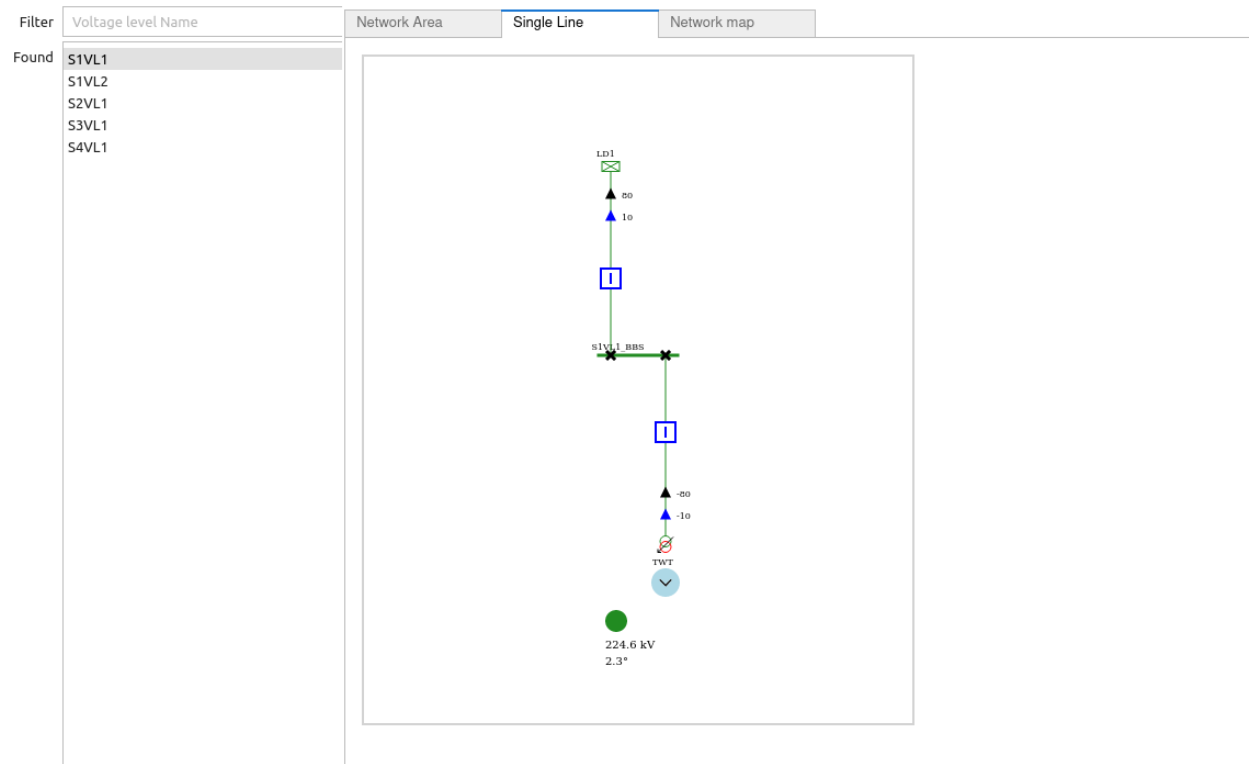 Filter
Voltage level Name
Network Area
Single Line
Network map
Found
S1VL1
S1VL2
S2VL1
S3VL1
S4VL1
LD1
80
10
S1VL1_BBS
-80
-10
TWT
224.6 kV
2.3°